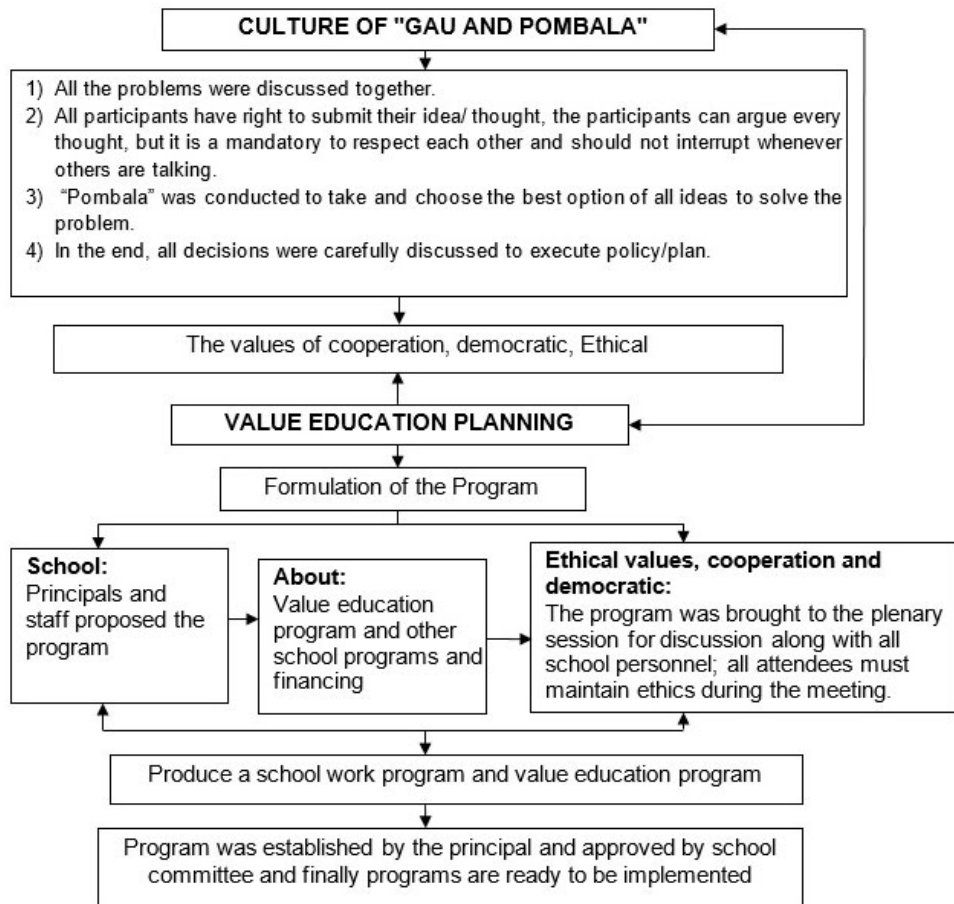 CULTURE OF "GAU AND POMBALA"
1) All the problems were discussed together.
2) All participants have right to submit their idea/ thought, the participants can argue every
thought, but it is a mandatory to respect each other and should not interrupt whenever
others are talking.
3) “Pombala” was conducted to take and choose the best option of all ideas to solve the
problem.
4) In the end, all decisions were carefully discussed to execute policy/plan.
The values of cooperation, democratic, Ethical
VALUE EDUCATION PLANNING
Formulation of the Program
School:
Principals and
staff proposed the
program
About:
Value education
program and other
school programs and
financing
Ethical values, cooperation and
democratic:
The program was brought to the plenary
session for discussion along with all
school personnel; all attendees must
maintain ethics during the meeting.
Produce a school work program and value education program
Program was established by the principal and approved by school
committee and finally programs are ready to be implemented